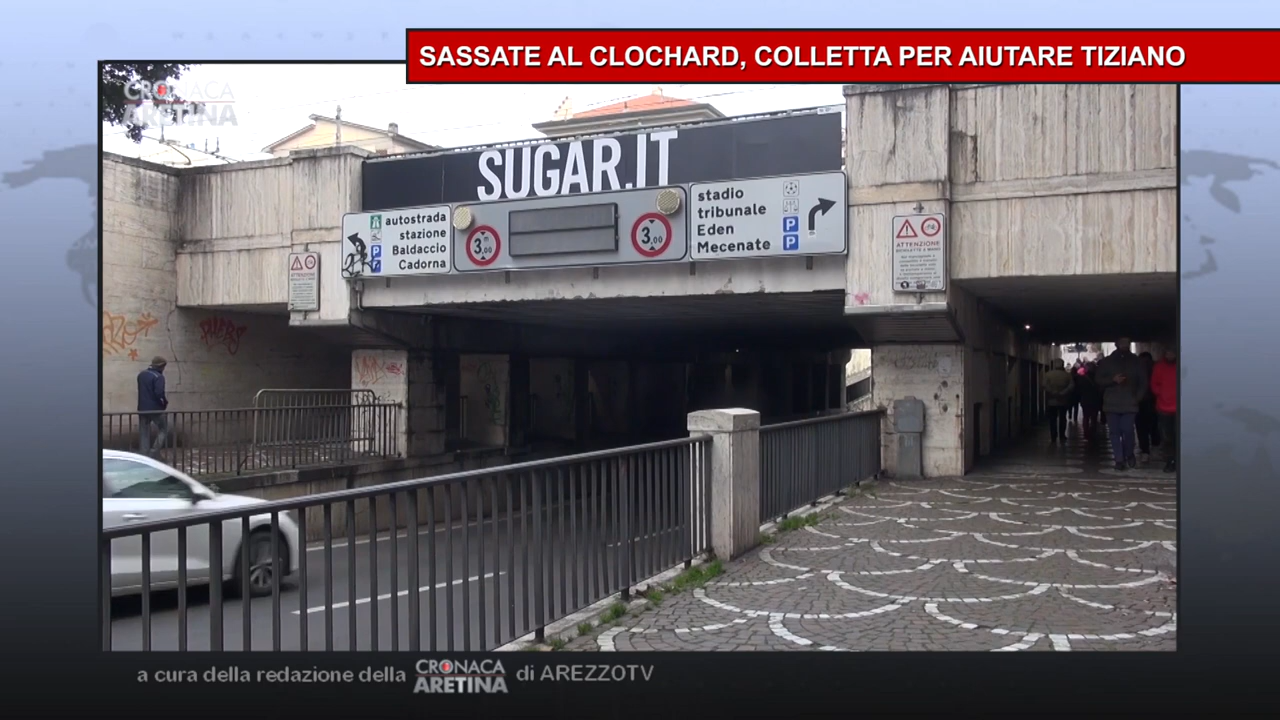 SASSATE AL CLOCHARD, COLLETTA PER AIUTARE TIZIANO
CRONACA
ARETINA
SUGAR.IT
autostrada
stazione
Baldaccio
Cadorna
P
3,00
3,00
stadio
tribunale
Eden
Mecenate
P
P
ATTENZIONE
ATTENZIONE
a cura della redazione della CRONACA ARETINA di AREZZOTV